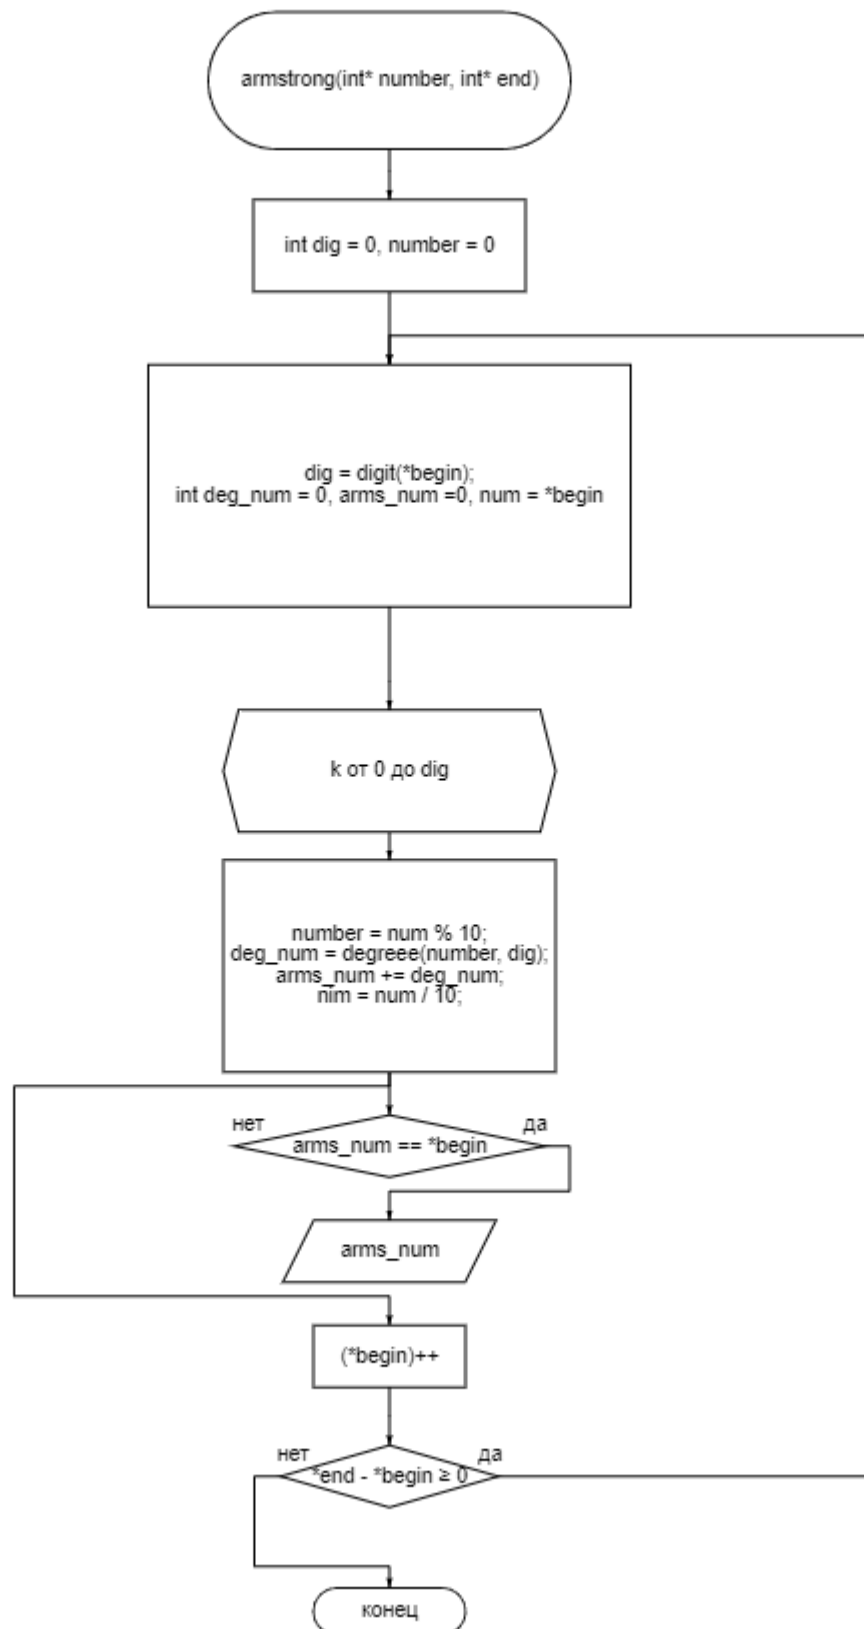 armstrong(int* number, int* end)
int dig = 0, number = 0
dig = digit(*begin);
int deg_num = 0, arms_num =0, num = *begin
k от 0 до dig
number = num % 10;
deg_num = degreee(number, dig);
arms_num += deg_num;
nim = num / 10;
нет
да
arms_num == *begin
arms_num
(*begin)++
нет
да
*end - *begin ≥ 0
конец